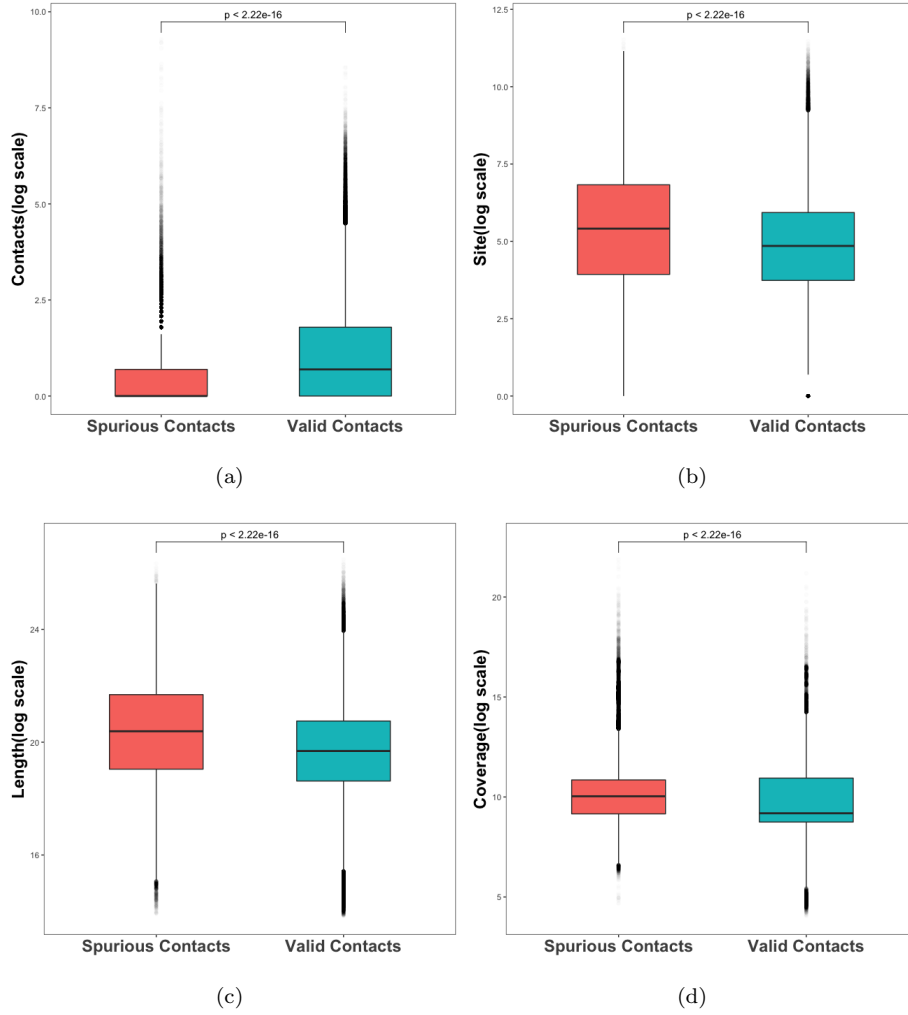 p < 2.22e-16
10.0
7.5
5.0
2.5
0.0
Contacts(log scale)
Spurious Contacts Valid Contacts
(a)
p < 2.22e-16
12.5
10.0
7.5
5.0
2.5
0.0
Site(log scale)
Spurious Contacts Valid Contacts
(b)
p < 2.22e-16
24
20
16
Length(log scale)
Spurious Contacts Valid Contacts
(c)
p < 2.22e-16
20
15
10
5
Coverage(log scale)
Spurious Contacts Valid Contacts
(d)